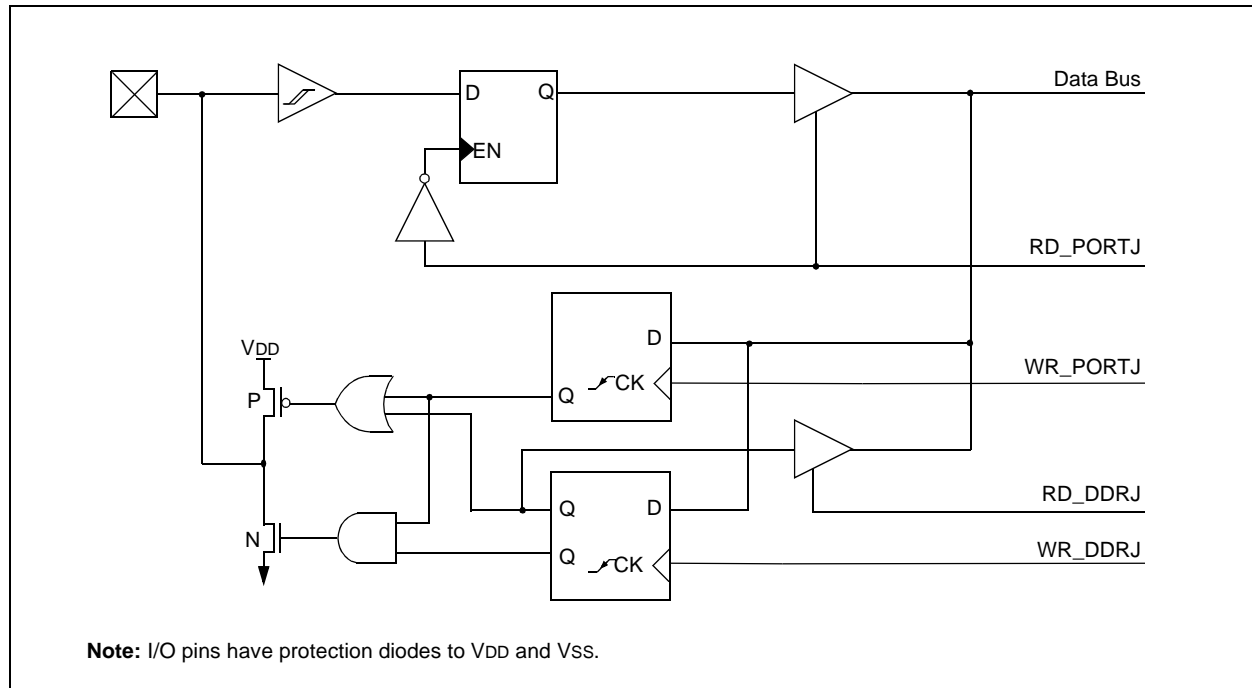 D Q
EN
Data Bus
RD_PORTJ
D
CK
Q
WR_PORTJ
VDD
P
Q D
Q CK
N
RD_DDRJ
WR_DDRJ
Note: I/O pins have protection diodes to VDD and VSS.